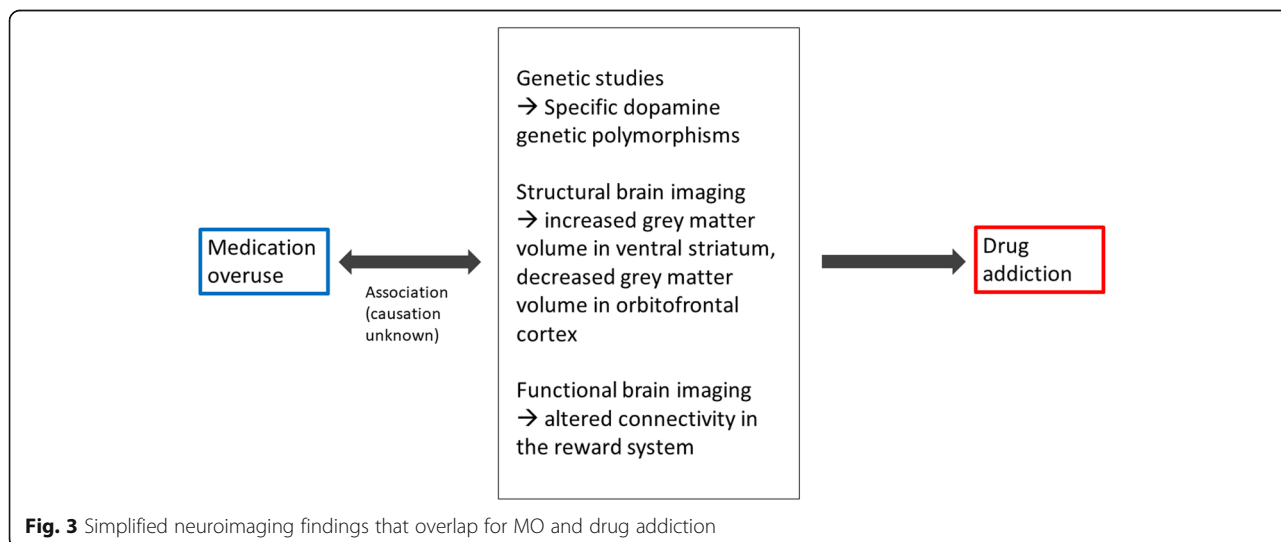 Medication
overuse
Association
(causation
unknown)
Genetic studies
→ Specific dopamine
genetic polymorphisms
Structural brain imaging
→ increased grey matter
volume in ventral striatum,
decreased grey matter
volume in orbitofrontal
cortex
Functional brain imaging
→ altered connectivity in
the reward system
Drug
addiction
Fig. 3 Simplified neuroimaging findings that overlap for MO and drug addiction